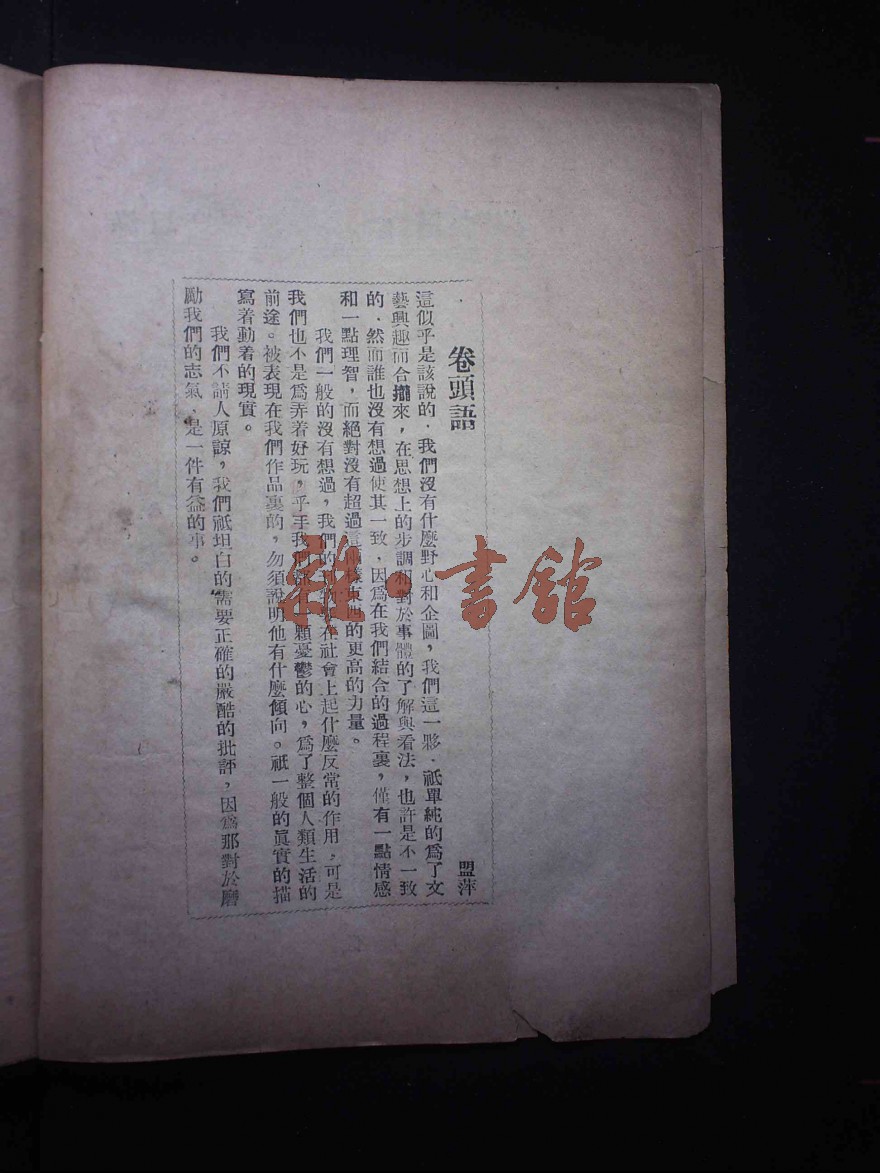 卷頭語
盟萍
這似乎是該說的．我們沒有什麼野心和企圖，我們這一夥．祇單純的爲了文
藝興趣而合攏來，在思想上的步調和對於事體的了解與看法，也許是不一致
的．然而誰也沒有想過使其一致．因爲在我們結合的過程裏，僅有一點情感
和一點理智，而絕對沒有超過這兩樣東西的更高的力量。
我們一般的沒有想過，我們的在社會上起什麼反常的作用，可是
我們也不是爲弄着好玩，乎我們一顆憂鬱的心，爲了整個人類生活的
前途。被表現在我們作品裏的，勿須說明他有什麼傾向。祇一般的眞實的描
寫着動着的現實。
我們不請人原諒，我們祇坦白的需要正確的嚴酷的批評，因爲那對於磨
勵我們的志氣、是一件有益的事。
雜·書館